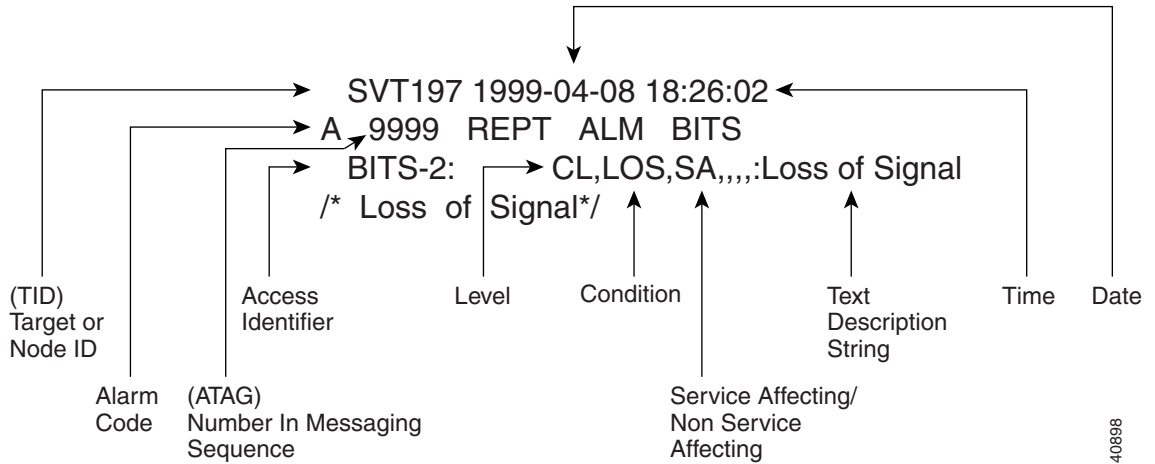 SVT197 1999-04-08 18:26:02
A 9999 REPT ALM BITS
BITS-2: CL,LOS,SA,,,,:Loss of Signal
/* Loss of Signal*/
(TID)
Target or
Node ID
Access
Identifier
Level
Condition
Text
Description
String
Time
Date
Alarm
Code
(ATAG)
Number In Messaging
Sequence
Service Affecting/
Non Service
Affecting
40898